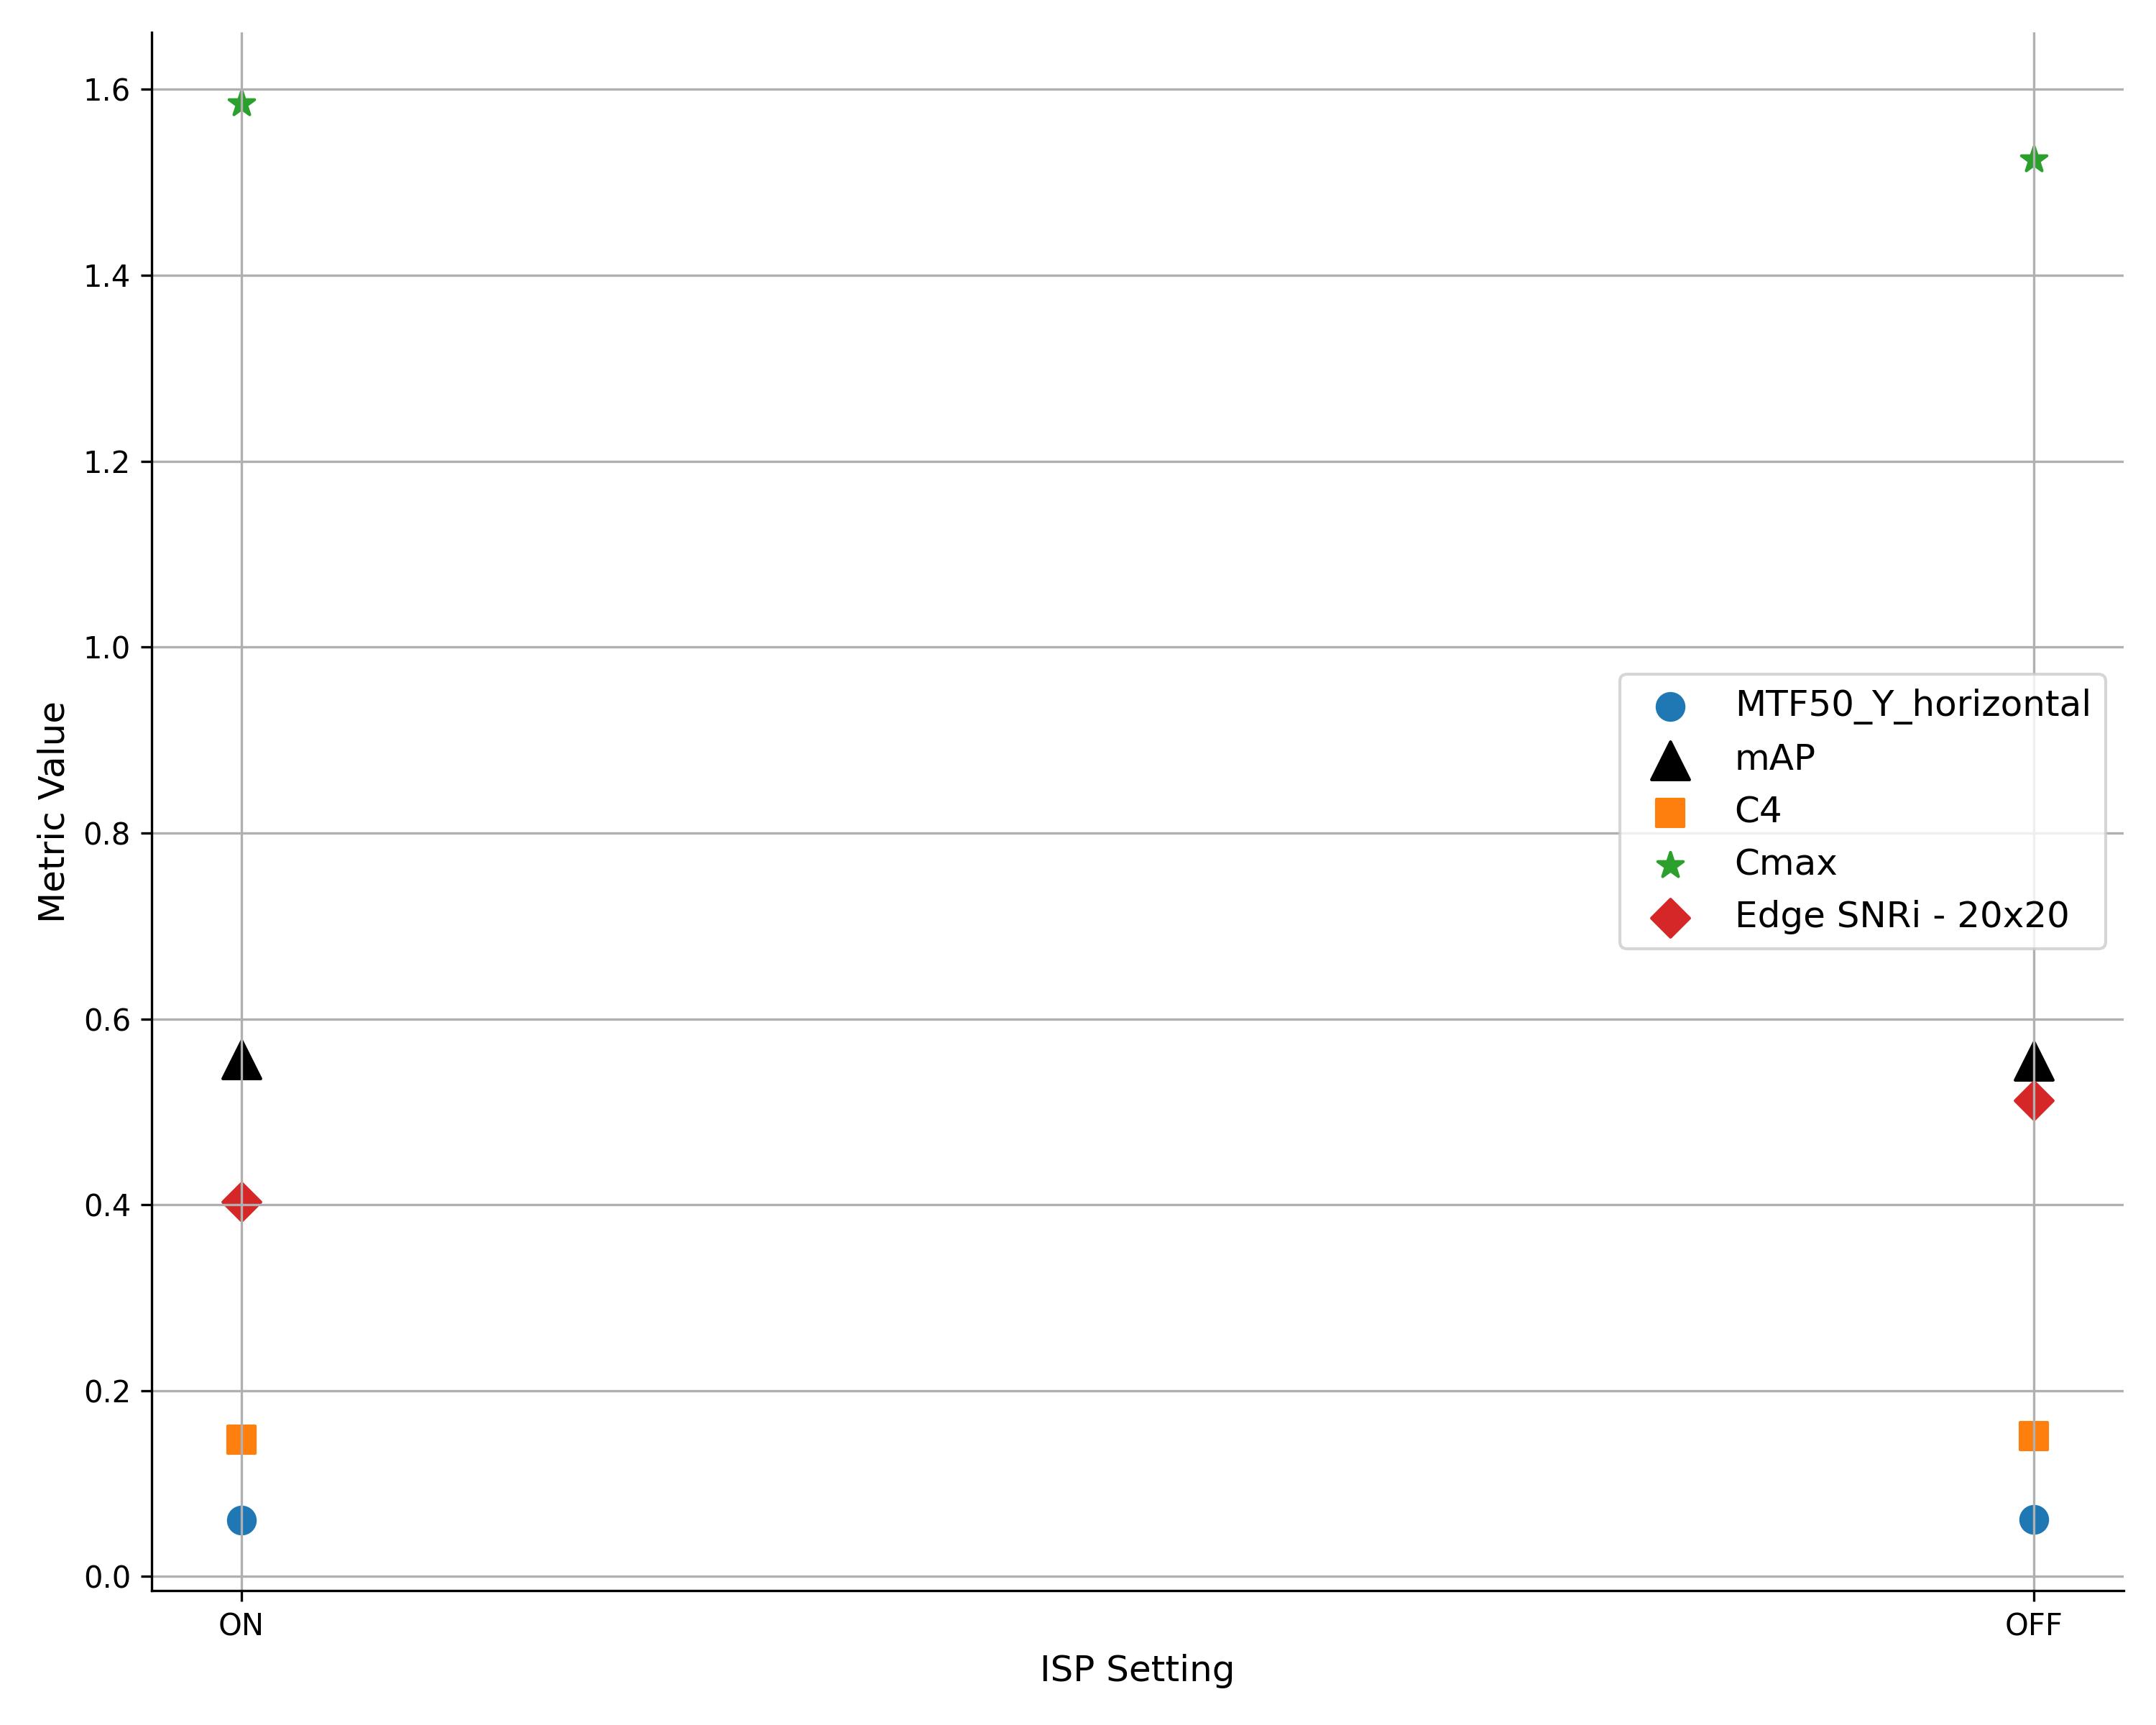 1.6
1.4
1.2
1.0
0.8
0.6
0.4
0.2
0.0
Metric Value
MTF50_Y_horizontal
mAP
C4
Cmax
Edge SNRi - 20x20
ON
OFF
ISP Setting